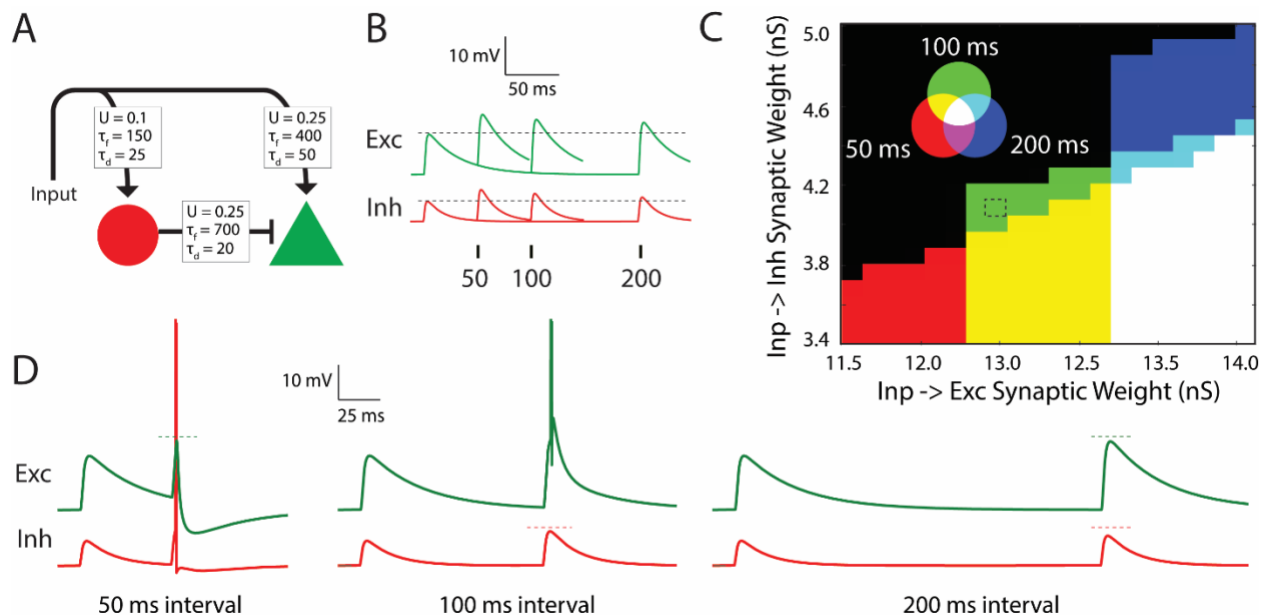 A
U = 0.1
τf = 150
τd = 25
U = 0.25
τf = 400
τd = 50
Input
U = 0.25
τf = 700
τd = 20
B
10 mV
50 ms
Exc
Inh
50 100 200
C
Inp -> Inh Synaptic Weight (nS)
5.0
4.6
4.2
3.8
3.4
100 ms
50 ms
200 ms
11.5 12.0 13.0 12.5 13.5 14.0
Inp -> Exc Synaptic Weight (nS)
D
10 mV
25 ms
Exc
Inh
50 ms interval
100 ms interval
200 ms interval